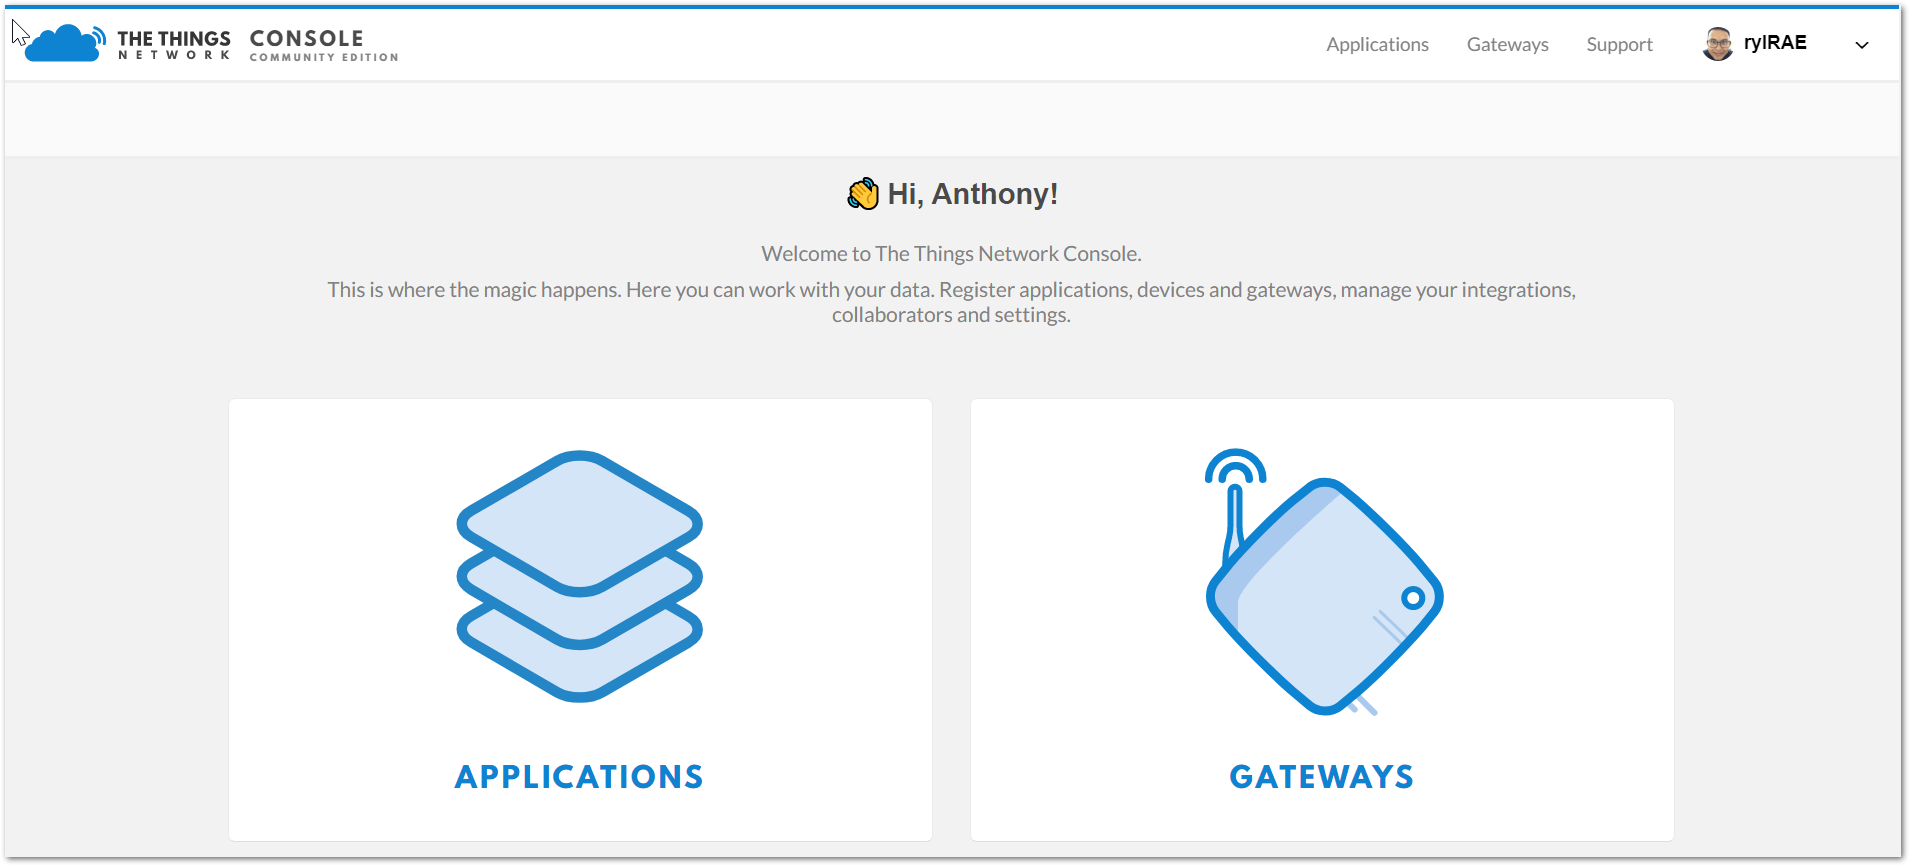 THE THINGS
NETWORK
CONSOLE
COMMUNITY EDITION
Applications
Gateways
Support
rylRAE
Hi, Anthony!
Welcome to The Things Network Console.
This is where the magic happens. Here you can work with your data. Register applications, devices and gateways, manage your integrations,
collaborators and settings.
APPLICATIONS
GATEWAYS